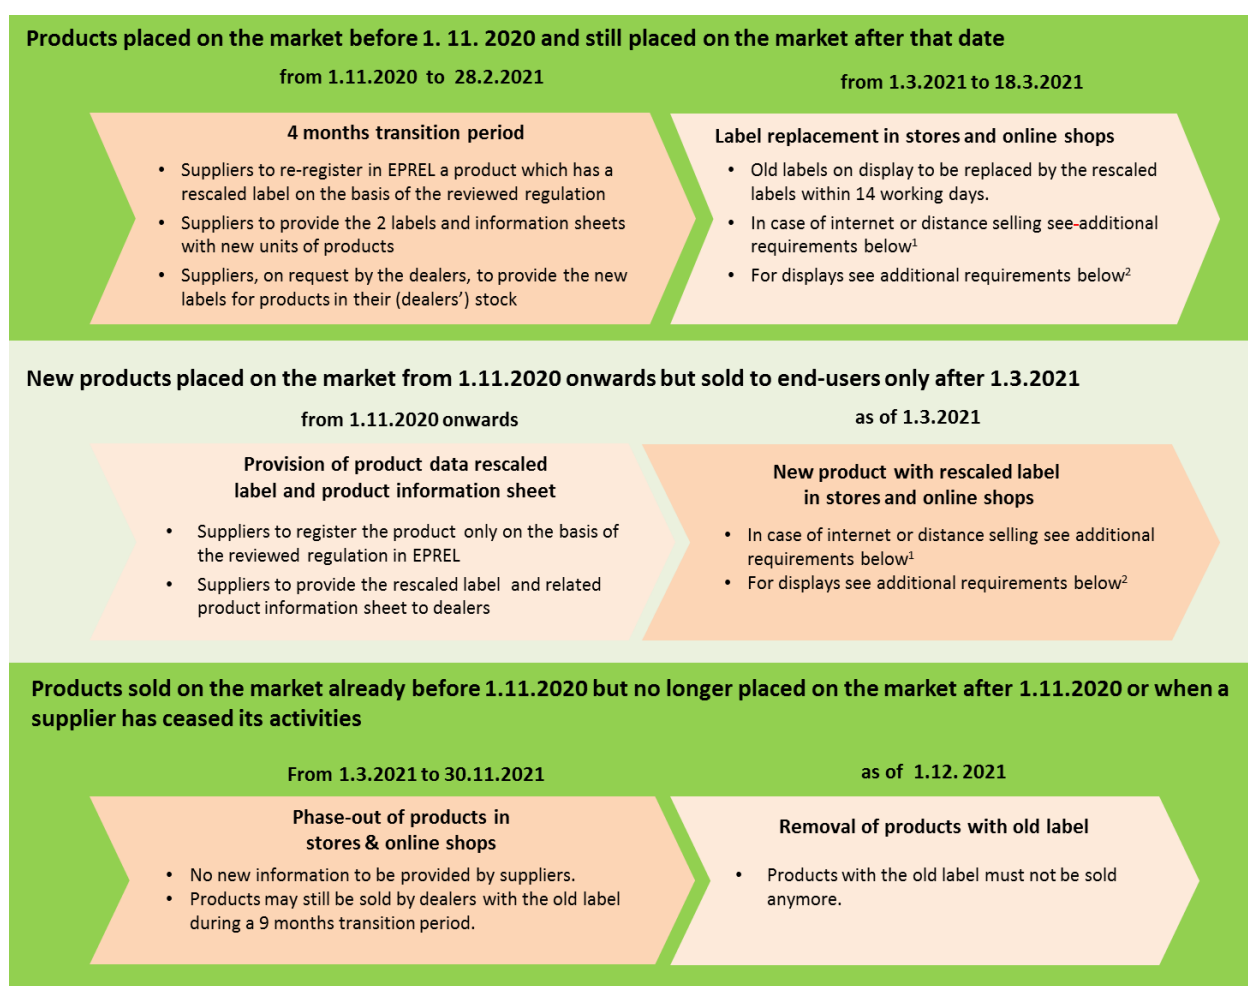 Products placed on the market before 1. 11. 2020 and still placed on the market after that date
from 1.11.2020 to 28.2.2021
4 months transition period
• Suppliers to re-register in EPREL a product which has a
rescaled label on the basis of the reviewed regulation
• Suppliers to provide the 2 labels and information sheets
with new units of products
• Suppliers, on request by the dealers, to provide the new
labels for products in their (dealers’) stock
from 1.3.2021 to 18.3.2021
Label replacement in stores and online shops
• Old labels on display to be replaced by the rescaled
labels within 14 working days.
• In case of internet or distance selling see-additional
requirements below¹
• For displays see additional requirements below²
New products placed on the market from 1.11.2020 onwards but sold to end-users only after 1.3.2021
from 1.11.2020 onwards
Provision of product data rescaled
label and product information sheet
• Suppliers to register the product only on the basis of
the reviewed regulation in EPREL
• Suppliers to provide the rescaled label and related
product information sheet to dealers
as of 1.3.2021
New product with rescaled label
in stores and online shops
• In case of internet or distance selling see additional
requirements below¹
• For displays see additional requirements below²
Products sold on the market already before 1.11.2020 but no longer placed on the market after 1.11.2020 or when a
supplier has ceased its activities
From 1.3.2021 to 30.11.2021
Phase-out of products in
stores & online shops
• No new information to be provided by suppliers.
• Products may still be sold by dealers with the old label
during a 9 months transition period.
as of 1.12. 2021
Removal of products with old label
• Products with the old label must not be sold
anymore.